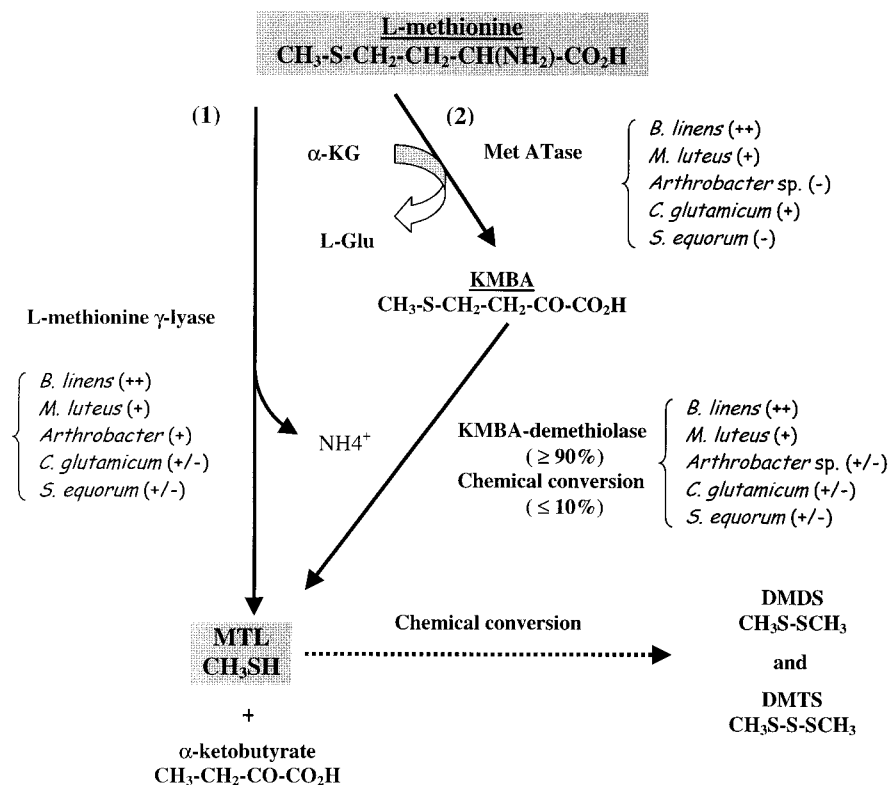 L-methionine
CH₃-S-CH₂-CH₂-CH(NH₂)-CO₂H
(1)
(2)
α-KG
L-Glu
Met ATase
B. linens (++)
M. luteus (+)
Arthrobacter sp. (-)
C. glutamicum (+)
S. equorum (-)
KMBA
CH₃-S-CH₂-CH₂-CO-CO₂H
L-methionine γ-lyase
B. linens (++)
M. luteus (+)
Arthrobacter (+)
C. glutamicum (+/-)
S. equorum (+/-)
NH4⁺
KMBA-demethiolase
(≥ 90%)
Chemical conversion
(≤ 10%)
B. linens (++)
M. luteus (+)
Arthrobacter sp. (+/-)
C. glutamicum (+/-)
S. equorum (+/-)
MTL
CH₃SH
+
α-ketobutyrate
CH₃-CH₂-CO-CO₂H
Chemical conversion
DMDS
CH₃S-SCH₃
and
DMTS
CH₃S-S-SCH₃